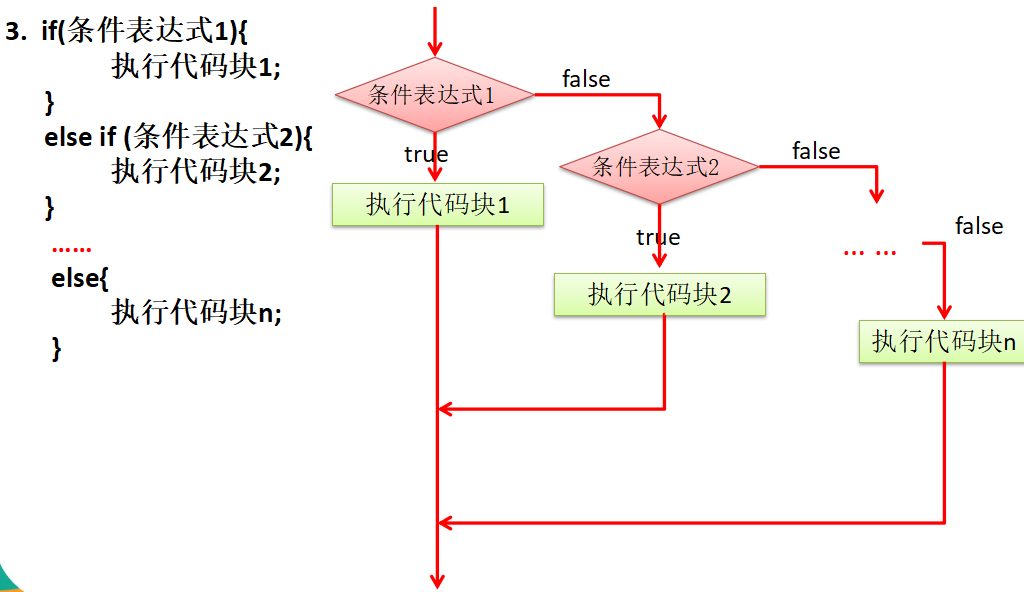 3. if(条件表达式1){
执行代码块1;
}
else if (条件表达式2){
执行代码块2;
}
……
else{
执行代码块n;
}
条件表达式1
false
true
执行代码块1
条件表达式2
false
true
执行代码块2
… …
false
执行代码块n